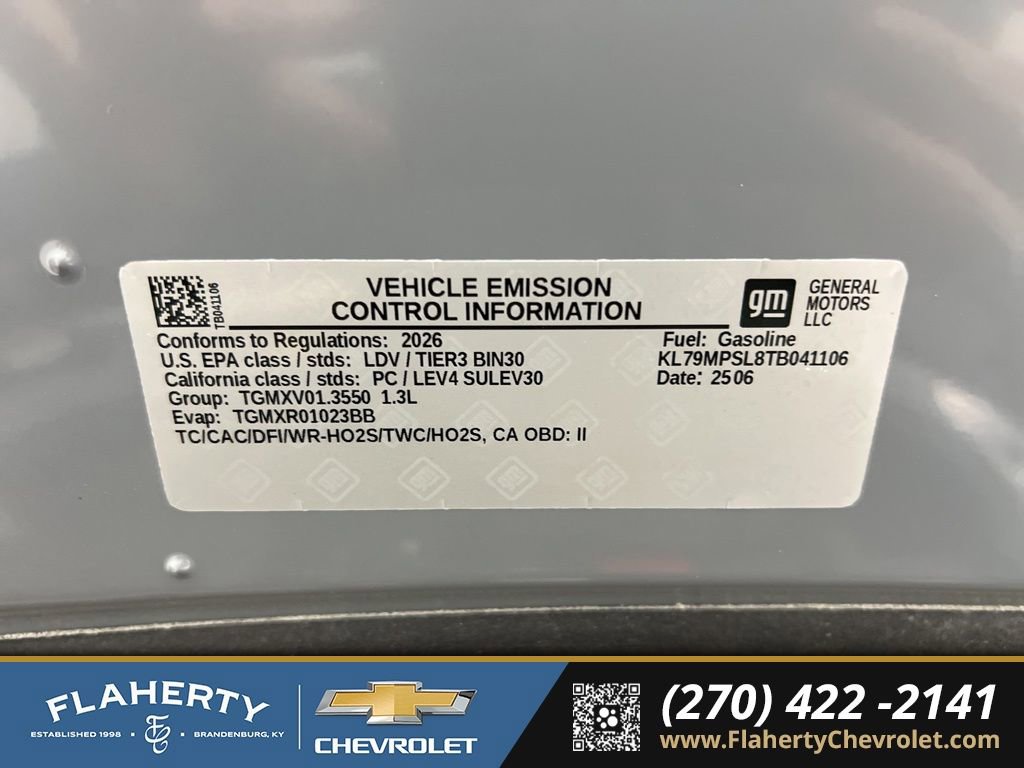 VEHICLE EMISSION
CONTROL INFORMATION
TB041106
gm
GENERAL
MOTORS
LLC
Conforms to Regulations: 2026
U.S. EPA class / stds: LDV / TIER3 BIN30
California class / stds: PC / LEV4 SULEV30
Group: TGMXV01.3550 1.3L
Evap: TGMXR01023BB
TC/CAC/DFI/WR-HO2S/TWC/HO2S, CA OBD: II
Fuel: Gasoline
KL79MPSL8TB041106
Date: 2506
FLAHERTY
ESTABLISHED 1998 • FC • BRANDENBURG, KY
CHEVROLET
(270) 422 -2141
www.FlahertyChevrolet.com